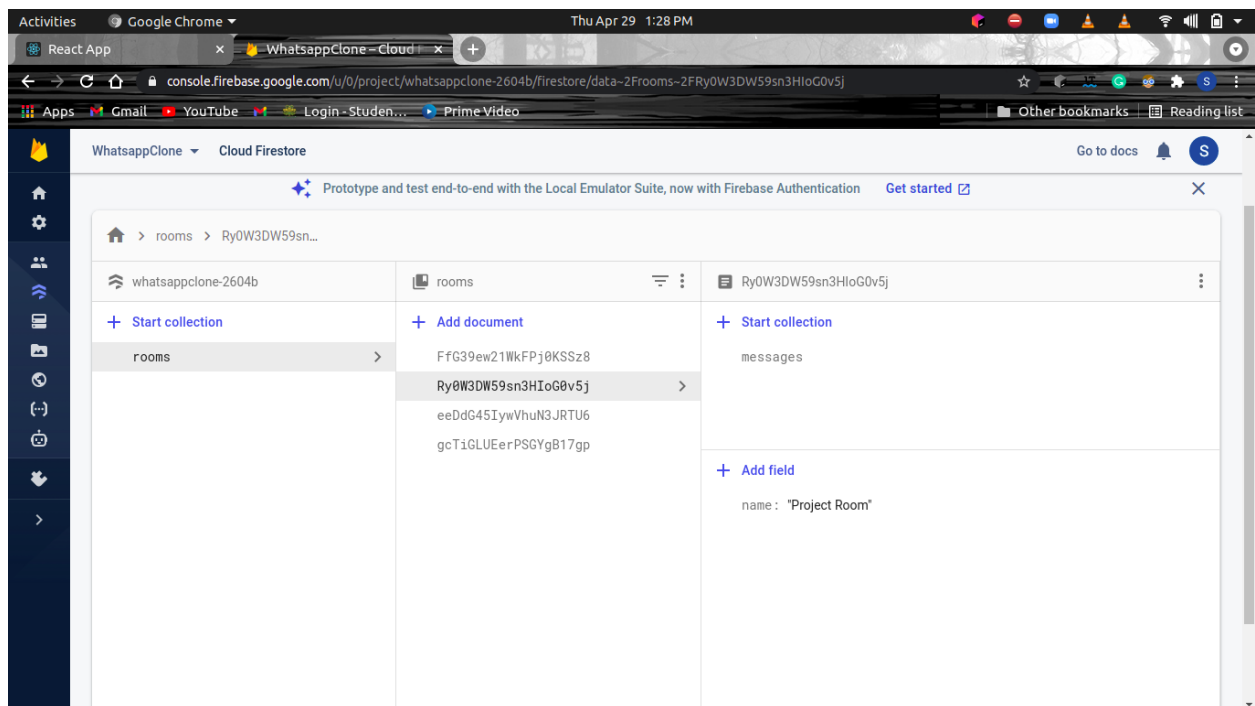 Activities Google Chrome Thu Apr 29 1:28 PM
React App WhatsappClone – Cloud F
console.firebase.google.com/u/0/project/whatsappclone-2604b/firestore/data~2Frooms~2FRy0W3DW59sn3HIoG0v5j S
Apps Gmail YouTube Login - Studen... Prime Video Other bookmarks Reading list
WhatsappClone Cloud Firestore Go to docs S
Prototype and test end-to-end with the Local Emulator Suite, now with Firebase Authentication Get started
rooms Ry0W3DW59sn...
whatsappclone-2604b rooms Ry0W3DW59sn3HIoG0v5j
Start collection Add document Start collection
rooms FfG39ew21WkFPj0KSSz8 messages
Ry0W3DW59sn3HIoG0v5j
eeDdG45IywVhuN3JRTU6
gcTiGLUEerPSGYgB17gp
Add field
name: "Project Room"